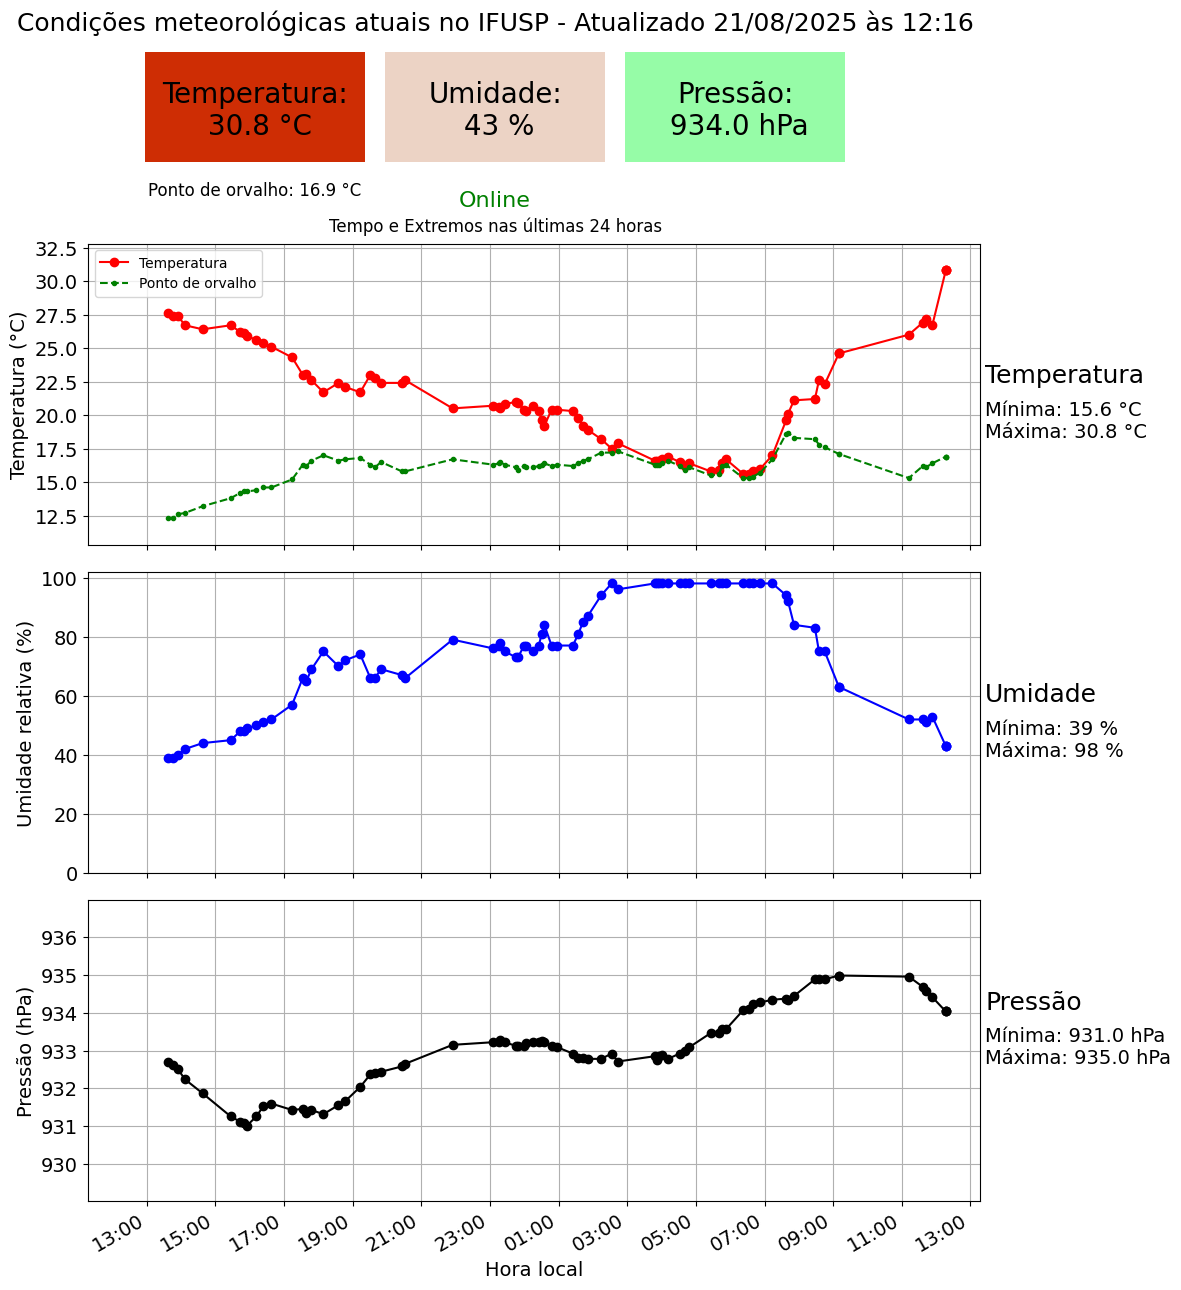 Condições meteorológicas atuais no IFUSP - Atualizado 21/08/2025 às 12:16
Temperatura:
30.8 °C
Umidade:
43 %
Pressão:
934.0 hPa
Ponto de orvalho: 16.9 °C
Online
Tempo e Extremos nas últimas 24 horas
Temperatura (°C)
32.5
30.0
27.5
25.0
22.5
20.0
17.5
15.0
12.5
Temperatura
Ponto de orvalho
Temperatura
Mínima: 15.6 °C
Máxima: 30.8 °C
Umidade relativa (%)
100
80
60
40
20
0
Umidade
Mínima: 39 %
Máxima: 98 %
Pressão (hPa)
936
935
934
933
932
931
930
Pressão
Mínima: 931.0 hPa
Máxima: 935.0 hPa
13:00
15:00
17:00
19:00
21:00
23:00
01:00
03:00
05:00
07:00
09:00
11:00
13:00
Hora local